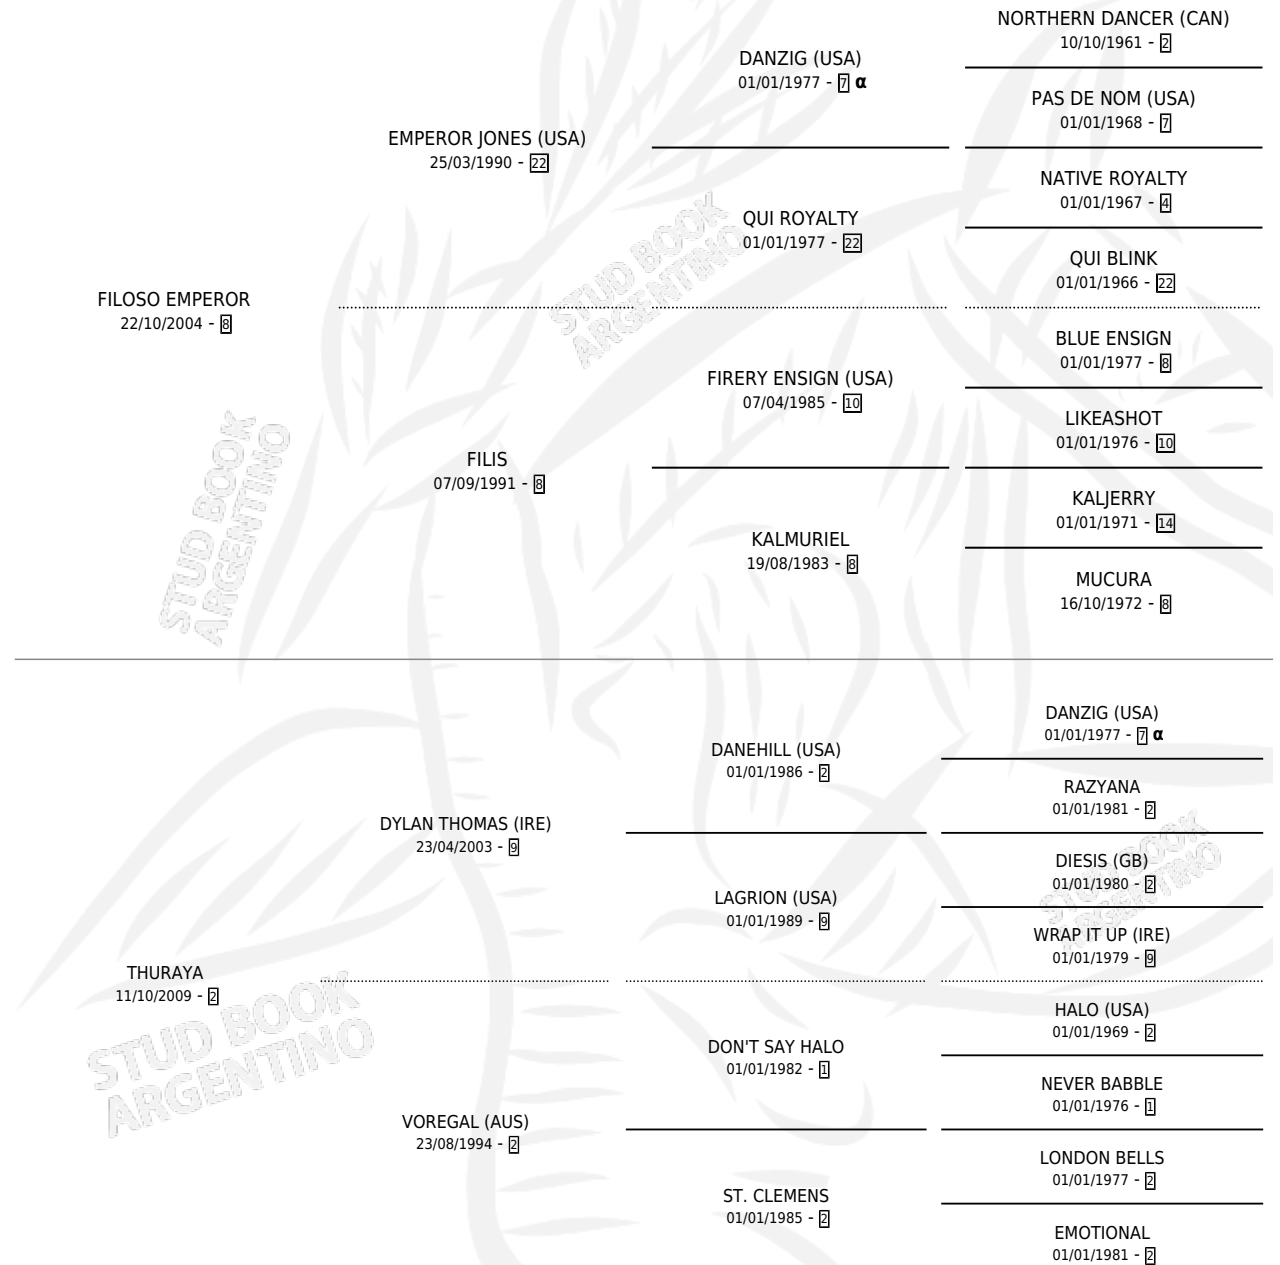 NORTHERN DANCER (CAN)
10/10/1961 - 2
DANZIG (USA)
01/01/1977 - 7 α
PAS DE NOM (USA)
01/01/1968 - 7
EMPEROR JONES (USA)
25/03/1990 - 22
NATIVE ROYALTY
01/01/1967 - 4
QUI ROYALTY
01/01/1977 - 22
QUI BLINK
01/01/1966 - 22
FILOSO EMPEROR
22/10/2004 - 8
BLUE ENSIGN
01/01/1977 - 8
FIRERY ENSIGN (USA)
07/04/1985 - 10
LIKEASHOT
01/01/1976 - 10
FILIS
07/09/1991 - 8
KALJERRY
01/01/1971 - 14
KALMURIEL
19/08/1983 - 8
MUCURA
16/10/1972 - 8
STUD BOOK
ARGENTINO
STUD BOOK
ARGENTINO
DANZIG (USA)
01/01/1977 - 7 α
DANEHILL (USA)
01/01/1986 - 2
RAZYANA
01/01/1981 - 2
DYLAN THOMAS (IRE)
23/04/2003 - 9
DIESIS (GB)
01/01/1980 - 2
LAGRION (USA)
01/01/1989 - 9
WRAP IT UP (IRE)
01/01/1979 - 9
THURAYA
11/10/2009 - 2
HALO (USA)
01/01/1969 - 2
DON'T SAY HALO
01/01/1982 - 1
NEVER BABBLE
01/01/1976 - 1
VOREGAL (AUS)
23/08/1994 - 2
LONDON BELLS
01/01/1977 - 2
ST. CLEMENS
01/01/1985 - 2
EMOTIONAL
01/01/1981 - 2
STUD BOOK
ARGENTINO
STUD BOOK
ARGENTINO